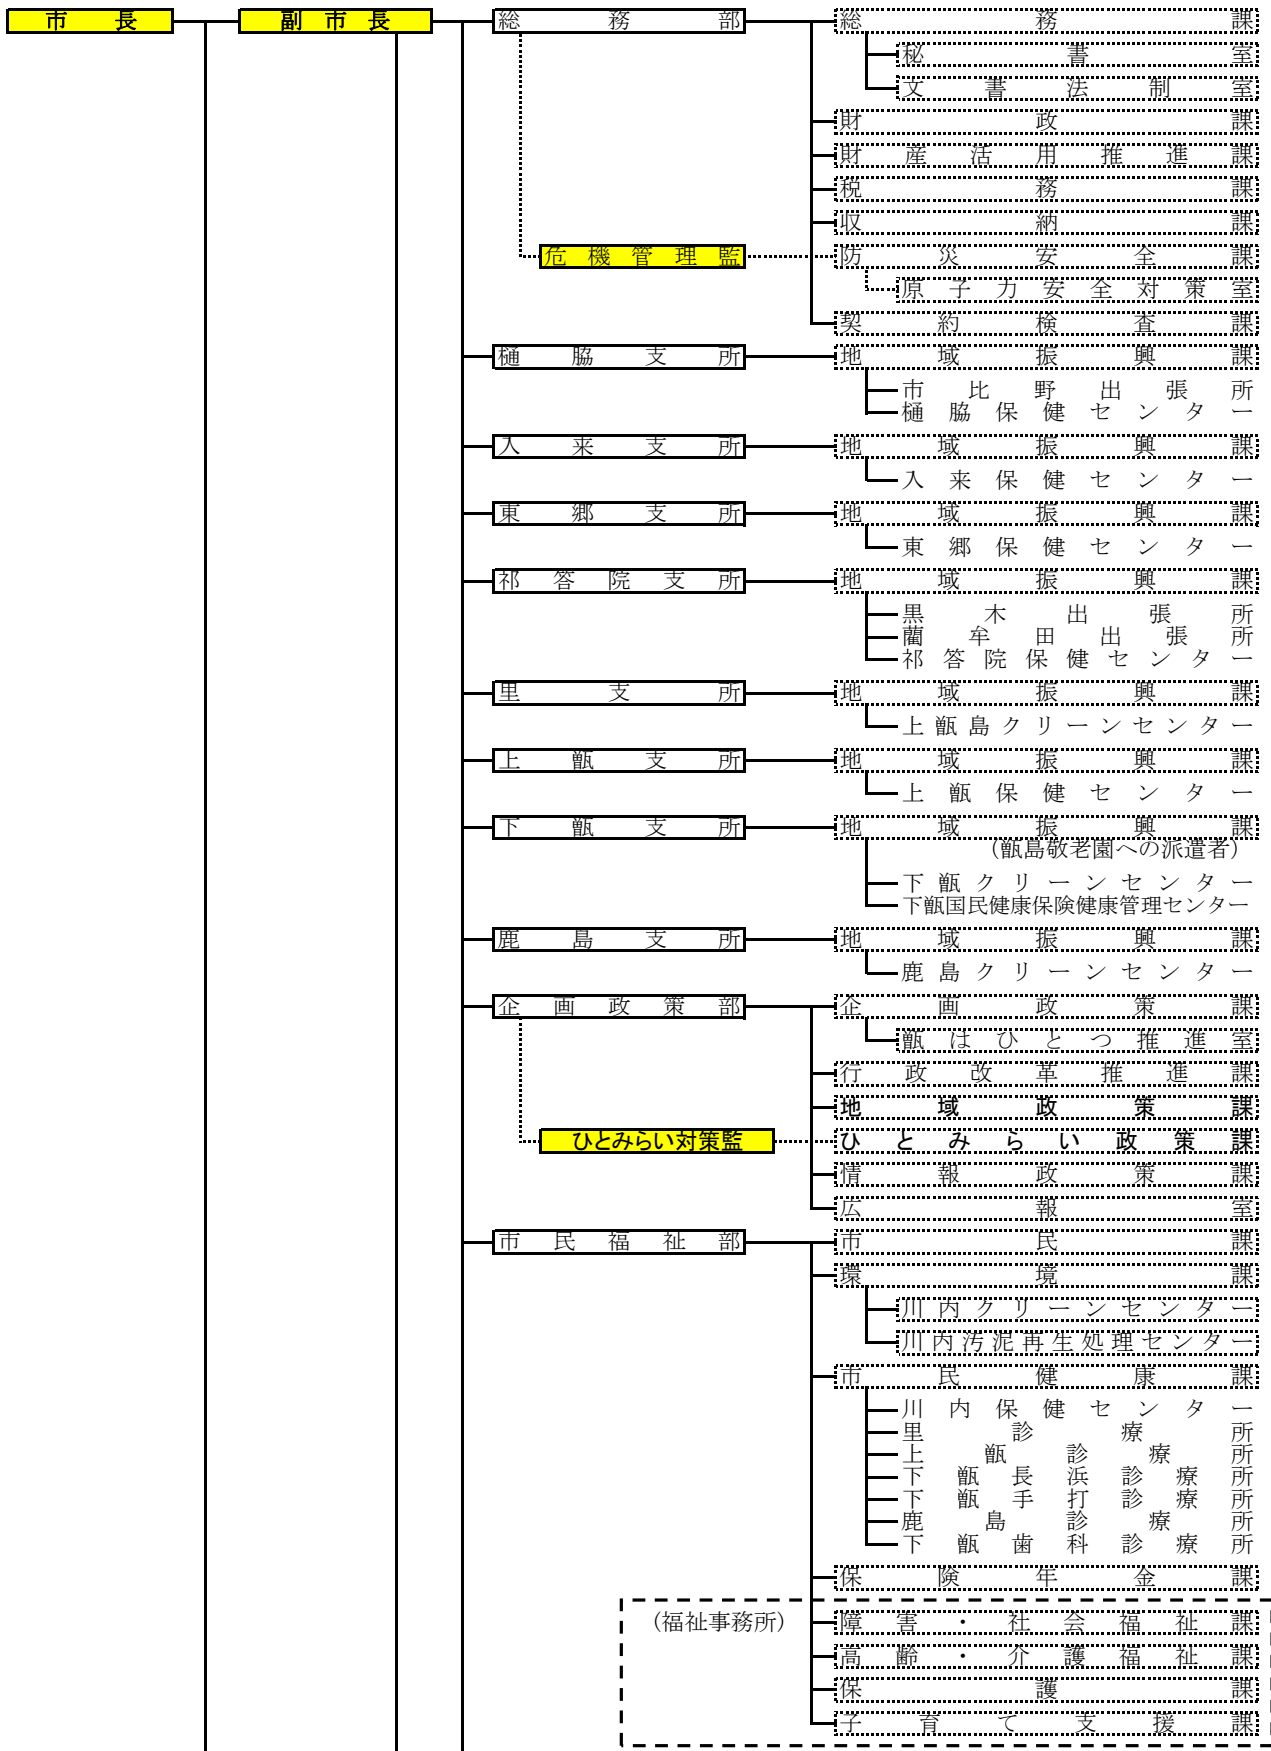 市長 副市長 総務部 総務課
秘書室
文書法制室
財政課
財産活用推進課
税務課
収納課
危機管理監 防災安全課
原子力安全対策室
契約検査課
樋脇支所 地域振興課
市比野出張所
樋脇保健センター
入来支所 地域振興課
入来保健センター
東郷支所 地域振興課
東郷保健センター
祁答院支所 地域振興課
黒木出張所
藺牟田出張所
祁答院保健センター
里支所 地域振興課
上甑島クリーンセンター
上甑支所 地域振興課
上甑保健センター
下甑支所 地域振興課
(甑島敬老園への派遣者)
下甑クリーンセンター
下甑国民健康保険健康管理センター
鹿島支所 地域振興課
鹿島クリーンセンター
企画政策部 企画政策課
甑はひとつ推進室
行政改革推進課
地域政策課
ひとみらい対策監 ひとみらい政策課
情報政策課
広報室
市民福祉部 市民課
環境課
川内クリーンセンター
川内汚泥再生処理センター
市民健康課
川内保健センター
里診療所
上甑診療所
下甑長浜診療所
下甑手打診療所
鹿島診療所
下甑歯科診療所
保険年金課
(福祉事務所) 障害・社会福祉課
高齢・介護福祉課
保護課
子育て支援課